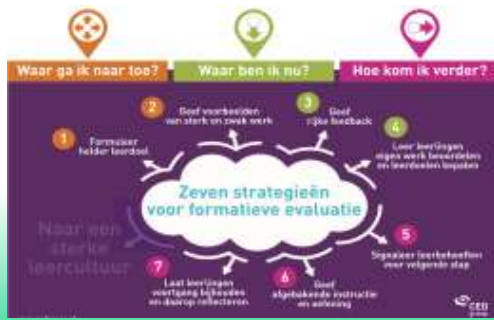 Waar ga ik naar toe?
Waar ben ik nu?
Hoe kom ik verder?
1
Formuleer
helder leerdoel
2
Geef voorbeelden
van sterk en zwak werk
3
Geef
rijke feedback
4
Leer leerlingen
eigen werk beoordelen
en leerdoelen bepalen
Zeven strategieën
voor formatieve evaluatie
Naar een
sterke
leercultuur
5
Signaleer leerbehoeften
voor volgende stap
6
Geef
afgebakende instructie
en oefening
7
Laat leerlingen
voortgang bijhouden
en daarop reflecteren
CED
groep